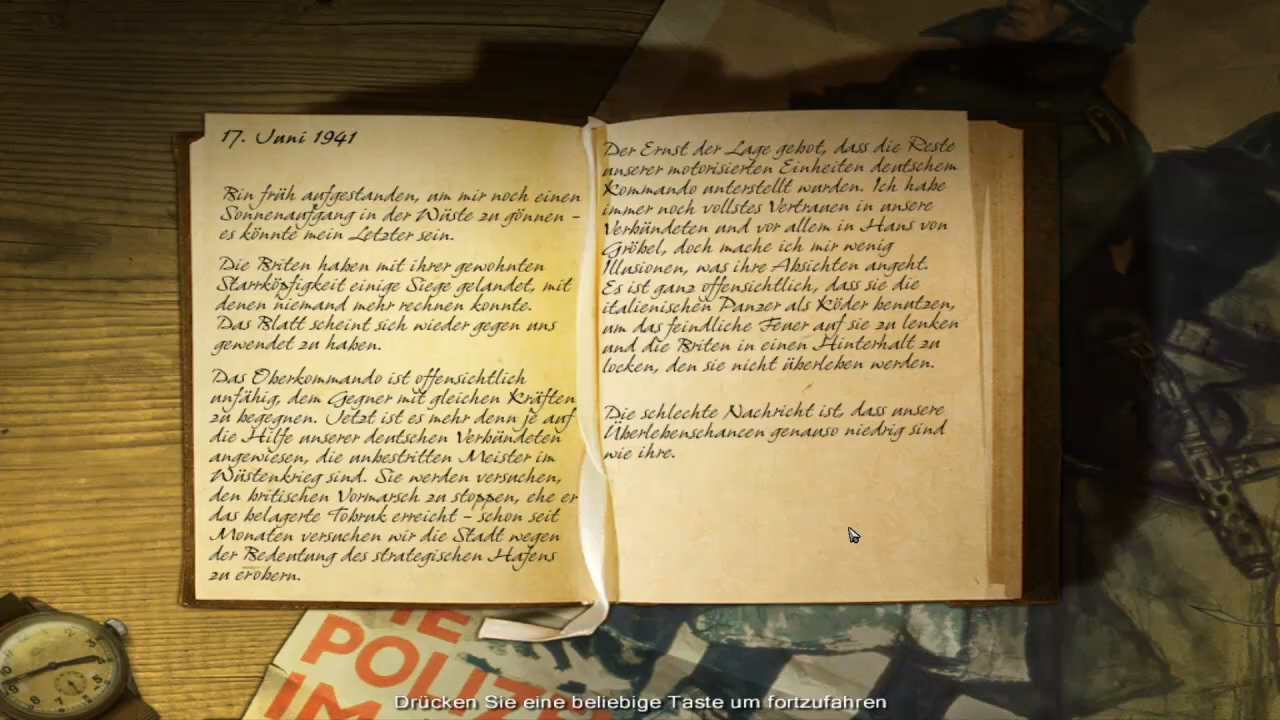 17. Juni 1941
Bin früh aufgestanden, um mir noch einen
Sonnenaufgang in der Wüste zu gönnen –
es könnte mein Letzter sein.
Die Briten haben mit ihrer gewohnten
Starrköpfigkeit einige Siege gelandet, mit
denen niemand mehr rechnen konnte.
Das Blatt scheint sich wieder gegen uns
gewendet zu haben.
Das Oberkommando ist offensichtlich
unfähig, dem Gegner mit gleichen Kräften
zu begegnen. Jetzt ist es mehr denn je auf
die Hilfe unserer deutschen Verbündeten
angewiesen, die unbestritten Meister im
Wüstenkrieg sind. Sie werden versuchen,
den britischen Vormarsch zu stoppen, ehe er
das belagerte Tobruk erreicht – schon seit
Monaten versuchen wir die Stadt wegen
der Bedeutung des strategischen Hafens
zu erobern.
Der Ernst der Lage gebot, dass die Reste
unserer motorisierten Einheiten deutschem
Kommando unterstellt wurden. Ich habe
immer noch vollstes Vertrauen in unsere
Verbündeten und vor allem in Hans von
Gröbel, doch mache ich mir wenig
Illusionen, was ihre Absichten angeht.
Es ist ganz offensichtlich, dass sie die
italienischen Panzer als Köder benutzen,
um das feindliche Feuer auf sie zu lenken
und die Briten in einen Hinterhalt zu
locken, den sie nicht überleben werden.
Die schlechte Nachricht ist, dass unsere
Überlebenschancen genauso niedrig sind
wie ihre.
POLIZEI
IM
Drücken Sie eine beliebige Taste um fortzufahren